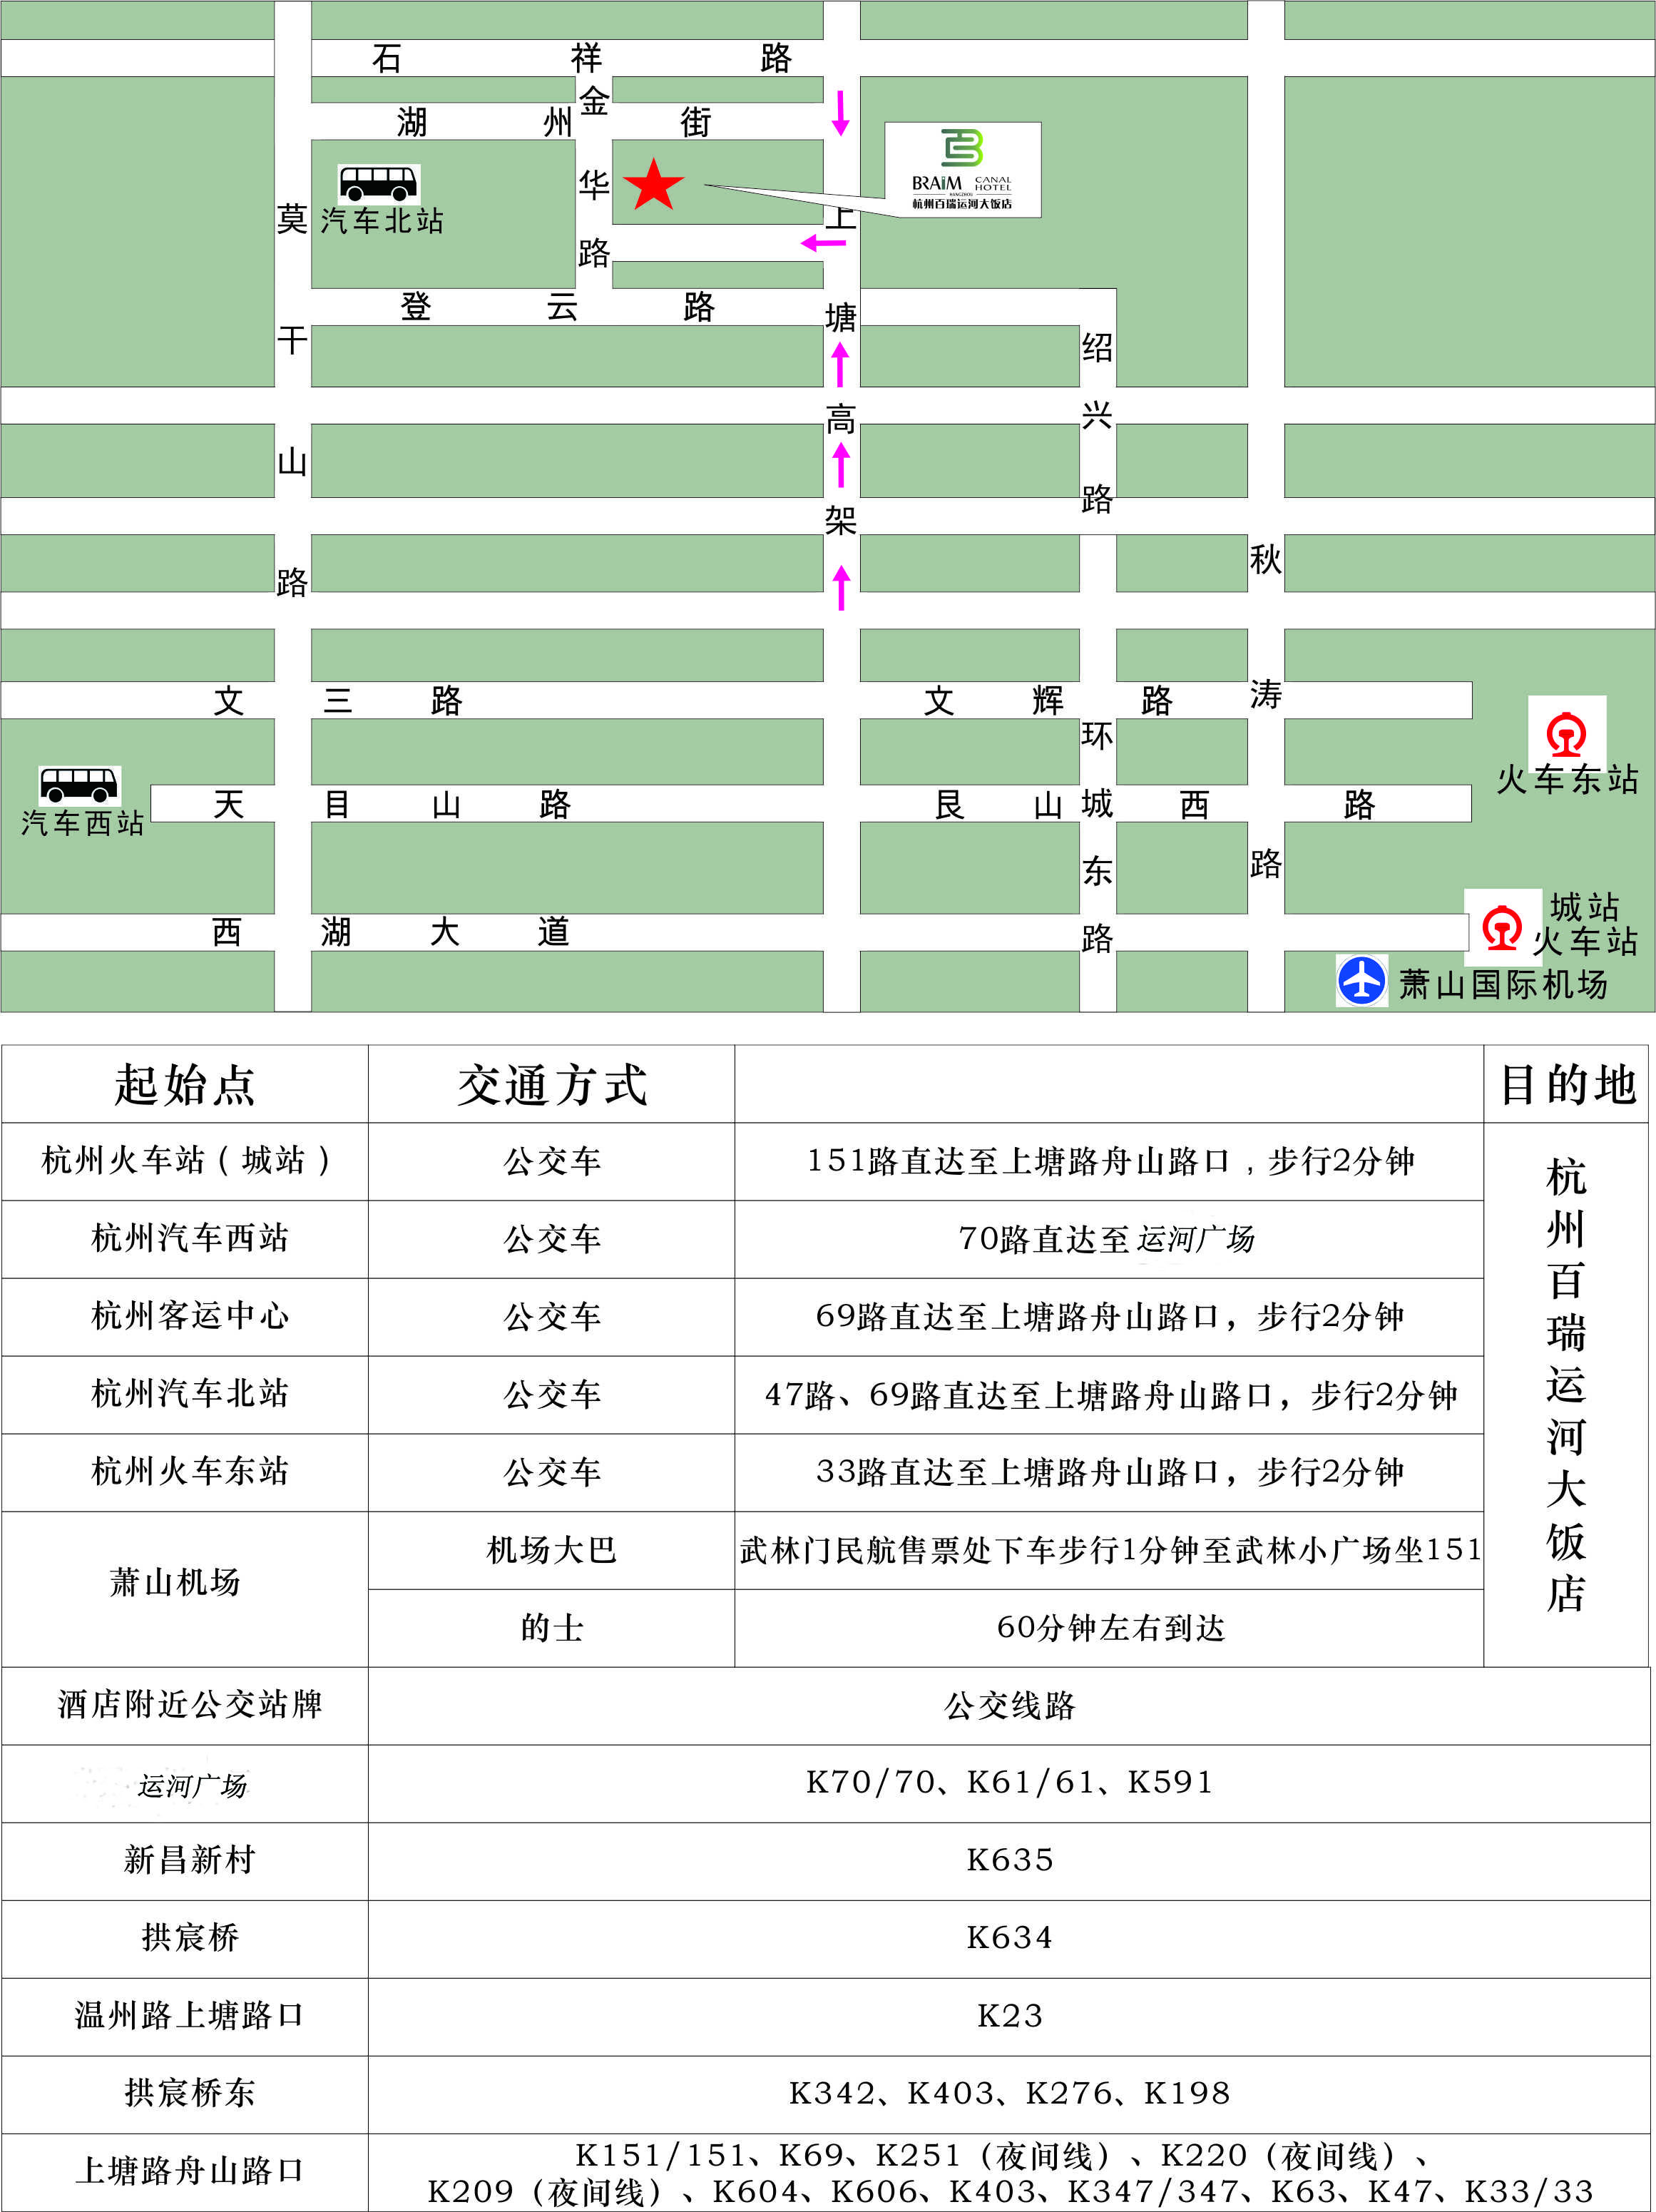 石祥路
湖州街
金华路
莫干山路
汽车北站
BRAIM CANAL HOTEL
HANGZHOU
杭州百瑞运河大饭店
上塘高架
登云路
绍兴路
秋涛路
文三路
文辉路
环城东路
火车东站
汽车西站
天目山路
艮山西路
西湖大道
城站
火车站
萧山国际机场
起始点 交通方式 目的地
杭州火车站（城站） 公交车 151路直达至上塘路舟山路口，步行2分钟
杭州汽车西站 公交车 70路直达至运河广场
杭州客运中心 公交车 69路直达至上塘路舟山路口，步行2分钟
杭州汽车北站 公交车 47路、69路直达至上塘路舟山路口，步行2分钟
杭州火车东站 公交车 33路直达至上塘路舟山路口，步行2分钟
萧山机场 机场大巴 武林门民航售票处下车步行1分钟至武林小广场坐151
的士 60分钟左右到达
杭州百瑞运河大饭店
酒店附近公交站牌 公交线路
运河广场 K70/70、K61/61、K591
新昌新村 K635
拱宸桥 K634
温州路上塘路口 K23
拱宸桥东 K342、K403、K276、K198
上塘路舟山路口 K151/151、K69、K251（夜间线）、K220（夜间线）、
K209（夜间线）、K604、K606、K403、K347/347、K63、K47、K33/33